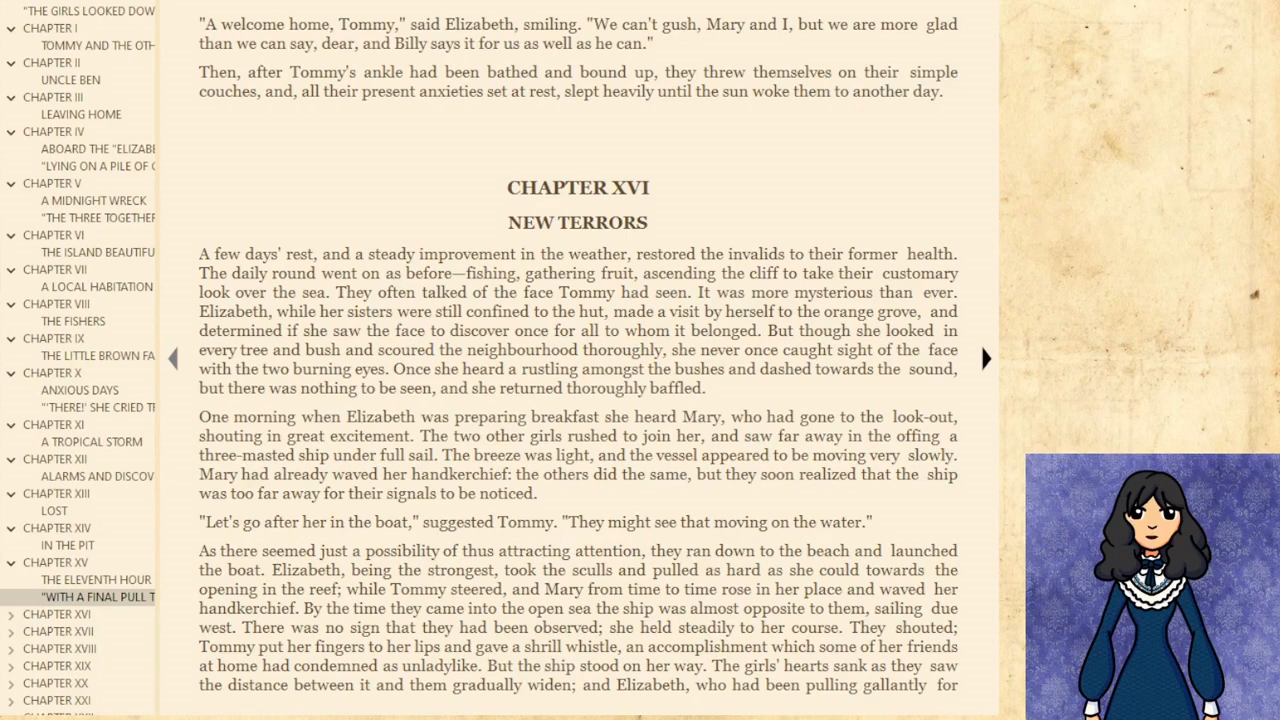 "THE GIRLS LOOKED DOW
CHAPTER I
TOMMY AND THE OTH
CHAPTER II
UNCLE BEN
CHAPTER III
LEAVING HOME
CHAPTER IV
ABOARD THE "ELIZABE
"LYING ON A PILE OF C
CHAPTER V
A MIDNIGHT WRECK
"THE THREE TOGETHER
CHAPTER VI
THE ISLAND BEAUTIFU
CHAPTER VII
A LOCAL HABITATION
CHAPTER VIII
THE FISHERS
CHAPTER IX
THE LITTLE BROWN FA
CHAPTER X
ANXIOUS DAYS
"'THERE!' SHE CRIED TR
CHAPTER XI
A TROPICAL STORM
CHAPTER XII
ALARMS AND DISCOV
CHAPTER XIII
LOST
CHAPTER XIV
IN THE PIT
CHAPTER XV
THE ELEVENTH HOUR
"WITH A FINAL PULL T
CHAPTER XVI
CHAPTER XVII
CHAPTER XVIII
CHAPTER XIX
CHAPTER XX
CHAPTER XXI
"A welcome home, Tommy," said Elizabeth, smiling. "We can't gush, Mary and I, but we are more glad
than we can say, dear, and Billy says it for us as well as he can."
Then, after Tommy's ankle had been bathed and bound up, they threw themselves on their simple
couches, and, all their present anxieties set at rest, slept heavily until the sun woke them to another day.
CHAPTER XVI
NEW TERRORS
A few days' rest, and a steady improvement in the weather, restored the invalids to their former health.
The daily round went on as before—fishing, gathering fruit, ascending the cliff to take their customary
look over the sea. They often talked of the face Tommy had seen. It was more mysterious than ever.
Elizabeth, while her sisters were still confined to the hut, made a visit by herself to the orange grove, and
determined if she saw the face to discover once for all to whom it belonged. But though she looked in
every tree and bush and scoured the neighbourhood thoroughly, she never once caught sight of the face
with the two burning eyes. Once she heard a rustling amongst the bushes and dashed towards the sound,
but there was nothing to be seen, and she returned thoroughly baffled.
One morning when Elizabeth was preparing breakfast she heard Mary, who had gone to the look-out,
shouting in great excitement. The two other girls rushed to join her, and saw far away in the offing a
three-masted ship under full sail. The breeze was light, and the vessel appeared to be moving very slowly.
Mary had already waved her handkerchief: the others did the same, but they soon realized that the ship
was too far away for their signals to be noticed.
"Let's go after her in the boat," suggested Tommy. "They might see that moving on the water."
As there seemed just a possibility of thus attracting attention, they ran down to the beach and launched
the boat. Elizabeth, being the strongest, took the sculls and pulled as hard as she could towards the
opening in the reef; while Tommy steered, and Mary from time to time rose in her place and waved her
handkerchief. By the time they came into the open sea the ship was almost opposite to them, sailing due
west. There was no sign that they had been observed; she held steadily to her course. They shouted;
Tommy put her fingers to her lips and gave a shrill whistle, an accomplishment which some of her friends
at home had condemned as unladylike. But the ship stood on her way. The girls' hearts sank as they saw
the distance between it and them gradually widen; and Elizabeth, who had been pulling gallantly for